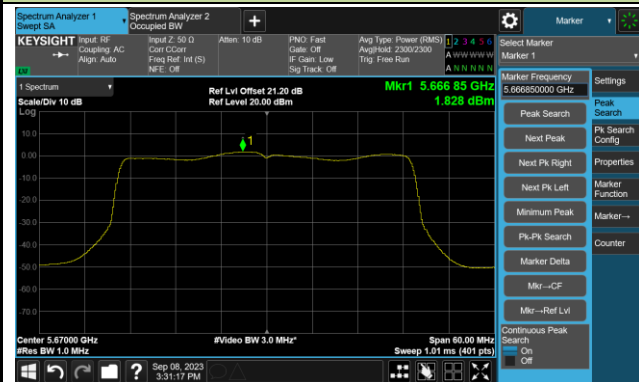 Spectrum Analyzer 1
Swept SA
Spectrum Analyzer 2
Occupied BW
+
Marker
KEYSIGHT
Input: RF
Coupling: AC
Align: Auto
Input Z: 50 Ω
Corr CCorr
Freq Ref: Int (S)
NFE: Off
Atten: 10 dB
PNO: Fast
Gate: Off
IF Gain: Low
Sig Track: Off
Avg Type: Power (RMS)
Avg|Hold: 2300/2300
Trig: Free Run
1 2 3 4 5 6
A W W W W W
A N N N N N
LXI
Select Marker
Marker 1
1 Spectrum
Scale/Div 10 dB
Log
Ref Lvl Offset 21.20 dB
Ref Level 20.00 dBm
Mkr1 5.666 85 GHz
1.828 dBm
10.0
0.00
-10.0
-20.0
-30.0
-40.0
-50.0
-60.0
-70.0
1
Center 5.67000 GHz
#Res BW 1.0 MHz
#Video BW 3.0 MHz*
Span 60.00 MHz
Sweep 1.01 ms (401 pts)
Marker Frequency
5.666850000 GHz
Peak Search
Next Peak
Next Pk Right
Next Pk Left
Minimum Peak
Pk-Pk Search
Marker Delta
Mkr→CF
Mkr→Ref Lvl
Continuous Peak
Search
On
Off
Settings
Peak
Search
Pk Search
Config
Properties
Marker
Function
Marker→
Counter
?
Sep 08, 2023
3:31:17 PM